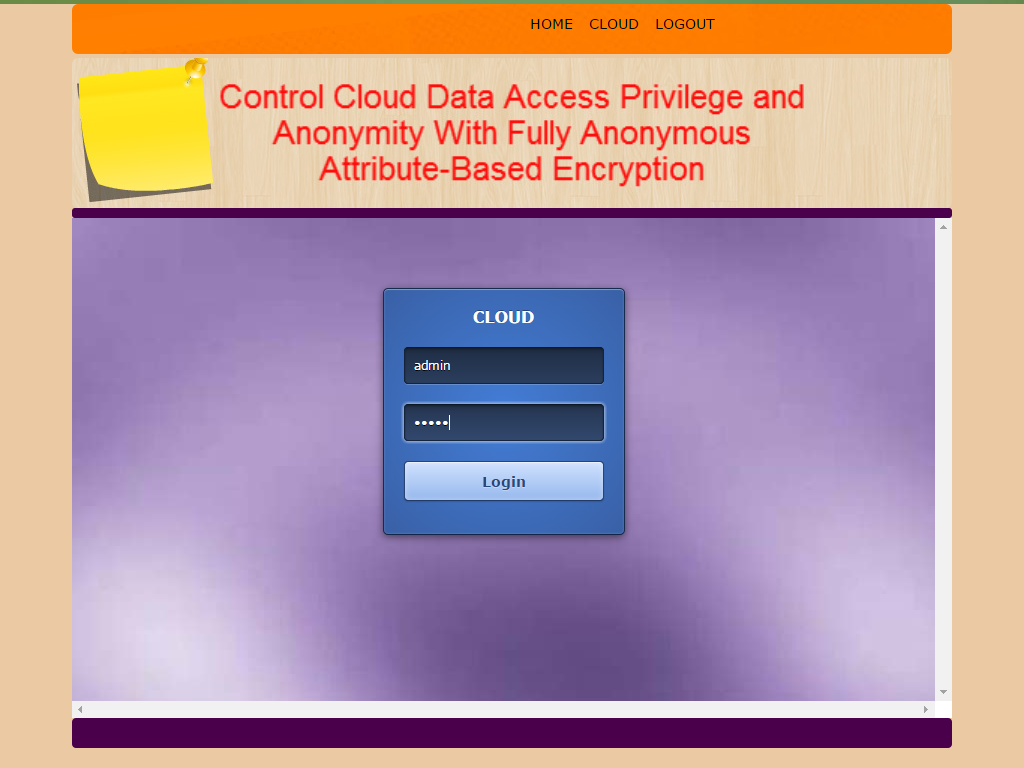 HOME CLOUD LOGOUT
Control Cloud Data Access Privilege and
Anonymity With Fully Anonymous
Attribute-Based Encryption
CLOUD
admin
•••••
Login